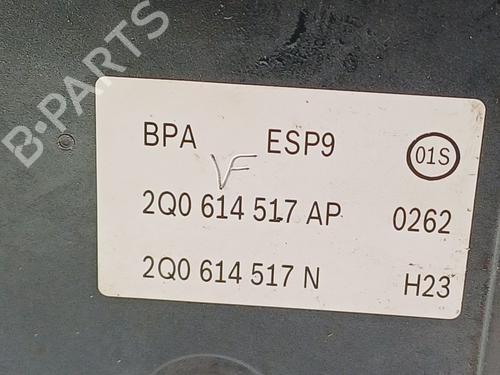 B-PARTS
BPA ESP9 01S
VF
2Q0 614 517 AP 0262
2Q0 614 517 N H23